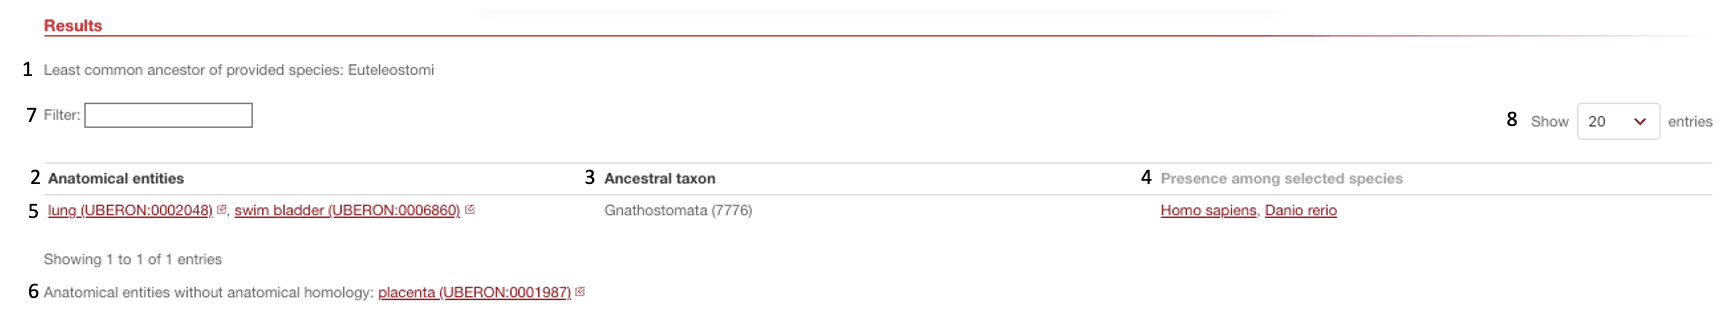 Results
1 Least common ancestor of provided species: Euteleostomi
7 Filter:
8 Show 20 entries
2 Anatomical entities 3 Ancestral taxon 4 Presence among selected species
5 lung (UBERON:0002048), swim bladder (UBERON:0006860) Gnathostomata (7776) Homo sapiens, Danio rerio
Showing 1 to 1 of 1 entries
6 Anatomical entities without anatomical homology: placenta (UBERON:0001987)